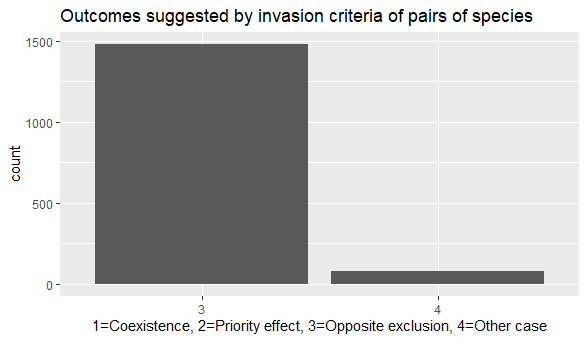 Outcomes suggested by invasion criteria of pairs of species
1500
1000
500
0
count
3
4
1=Coexistence, 2=Priority effect, 3=Opposite exclusion, 4=Other case